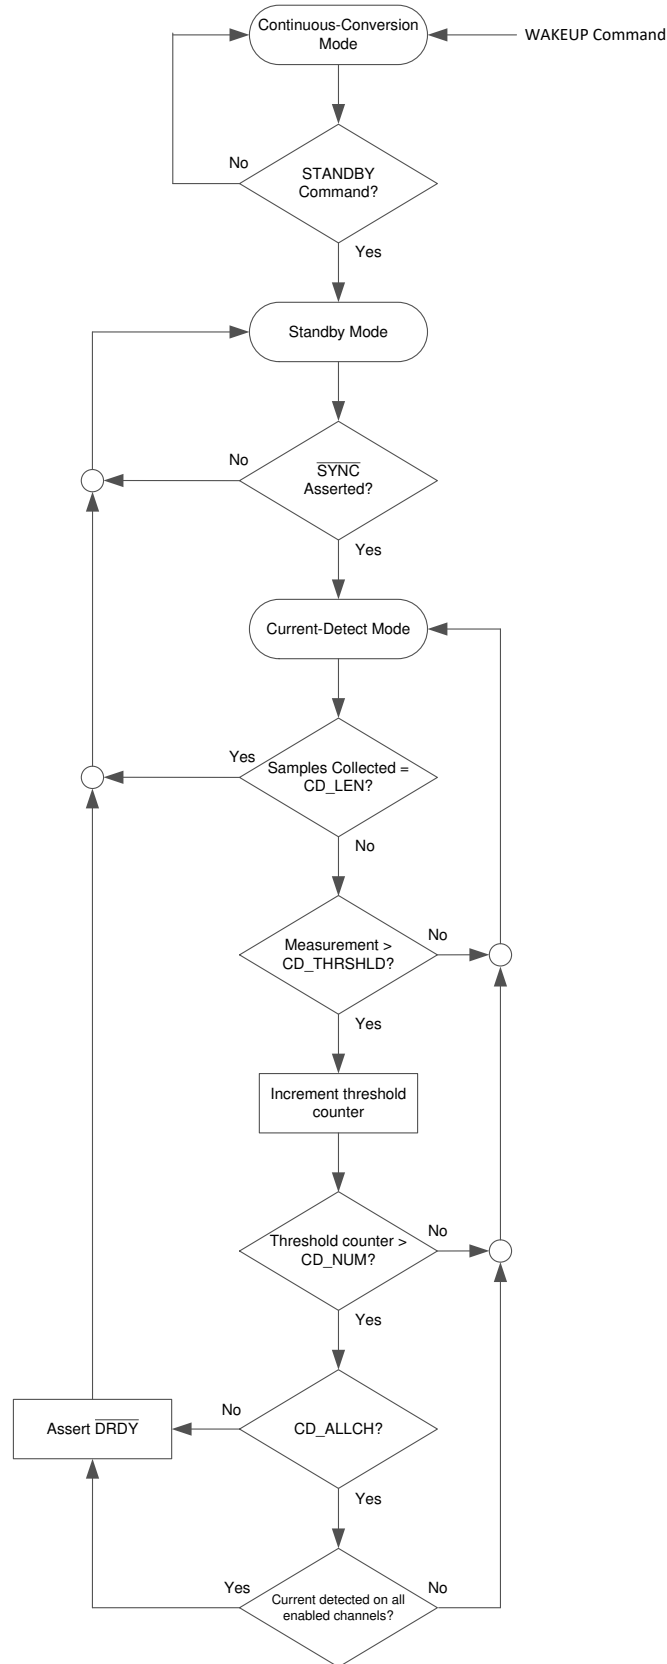 Continuous-Conversion
Mode
WAKEUP Command
No
STANDBY
Command?
Yes
Standby Mode
No
SYNC
Asserted?
Yes
Current-Detect Mode
Yes
Samples Collected =
CD_LEN?
No
Measurement >
CD_THRSHLD?
No
Yes
Increment threshold
counter
Threshold counter >
CD_NUM?
No
Yes
Assert DRDY
No
CD_ALLCH?
Yes
Yes
Current detected on all
enabled channels?
No